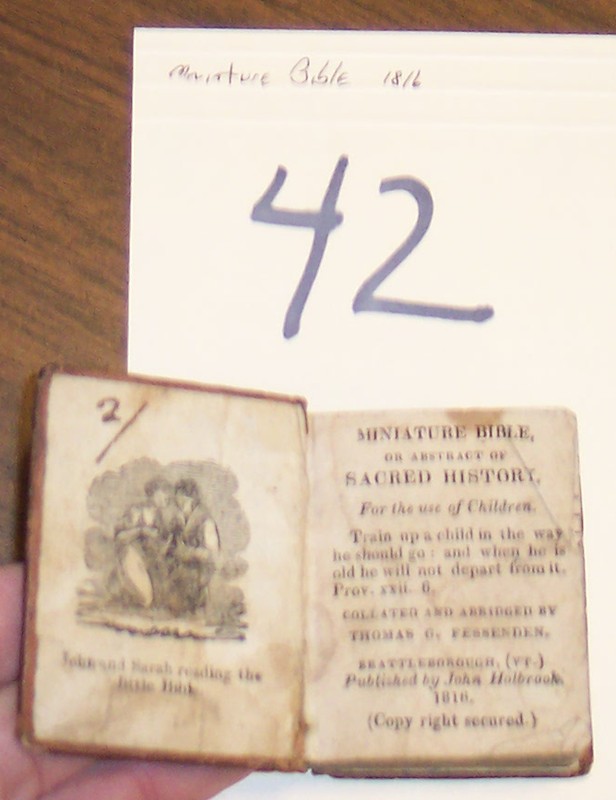 Miniature Bible 1816
42
2/
John and Sarah reading the
little Bible
MINIATURE BIBLE,
OR ABSTRACT OF
SACRED HISTORY.
For the use of Children.
Train up a child in the way
he should go: and when he is
old he will not depart from it.
Prov. xxii. 6.
COLLATED AND ABRIDGED BY
THOMAS G. FESSENDEN.
BRATTLEBOROUGH, (VT.)
Published by John Holbrook.
1816.
(Copy right secured.)